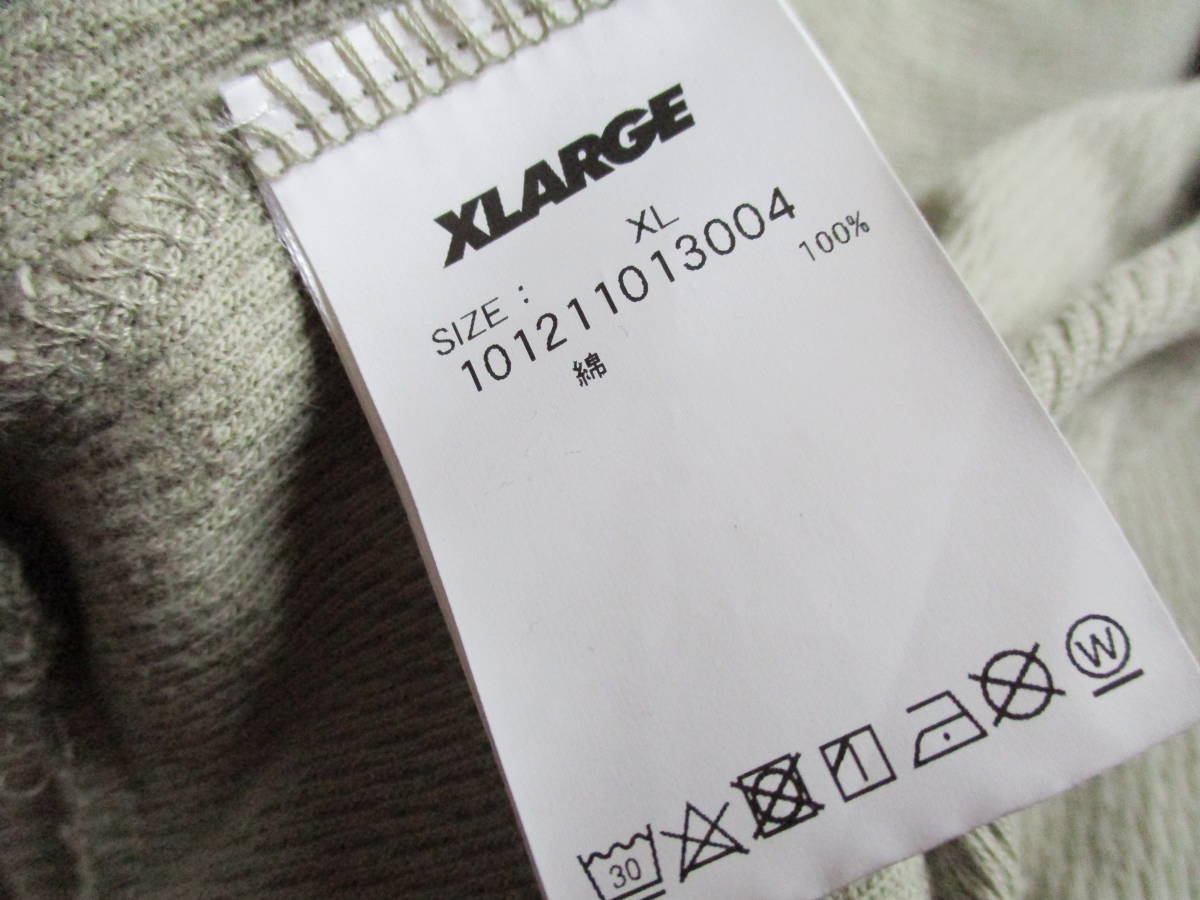 XLARGE
SIZE : XL
101211013004
綿 100%
30
W